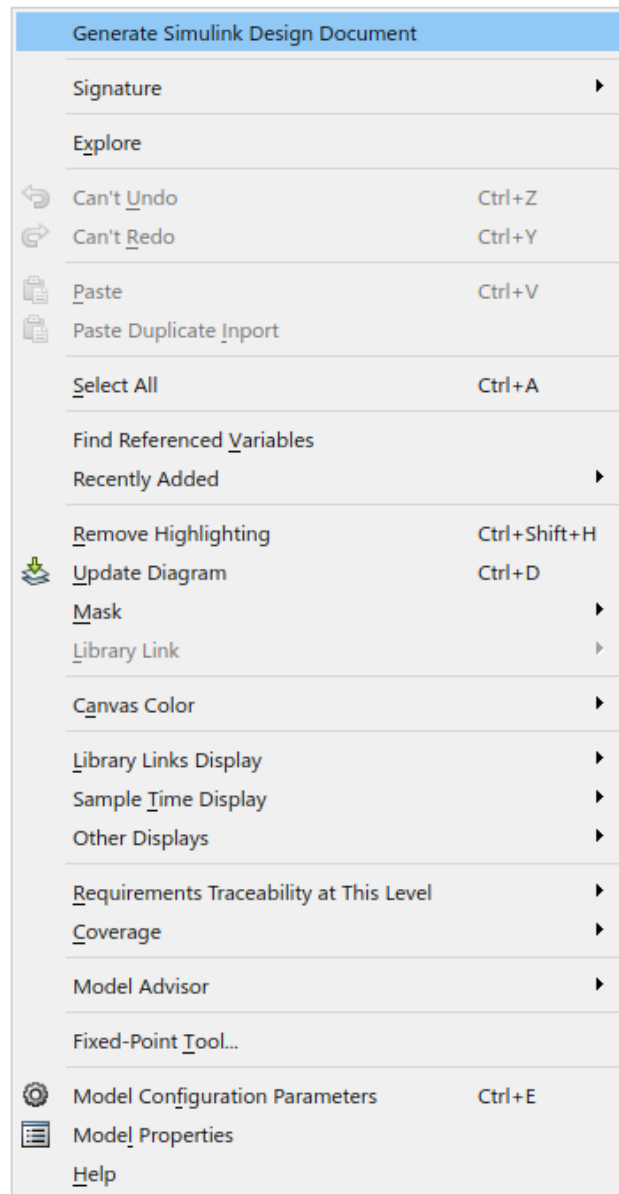 Generate Simulink Design Document
Signature
Explore
Can't Undo Ctrl+Z
Can't Redo Ctrl+Y
Paste Ctrl+V
Paste Duplicate Inport
Select All Ctrl+A
Find Referenced Variables
Recently Added
Remove Highlighting Ctrl+Shift+H
Update Diagram Ctrl+D
Mask
Library Link
Canvas Color
Library Links Display
Sample Time Display
Other Displays
Requirements Traceability at This Level
Coverage
Model Advisor
Fixed-Point Tool...
Model Configuration Parameters Ctrl+E
Model Properties
Help